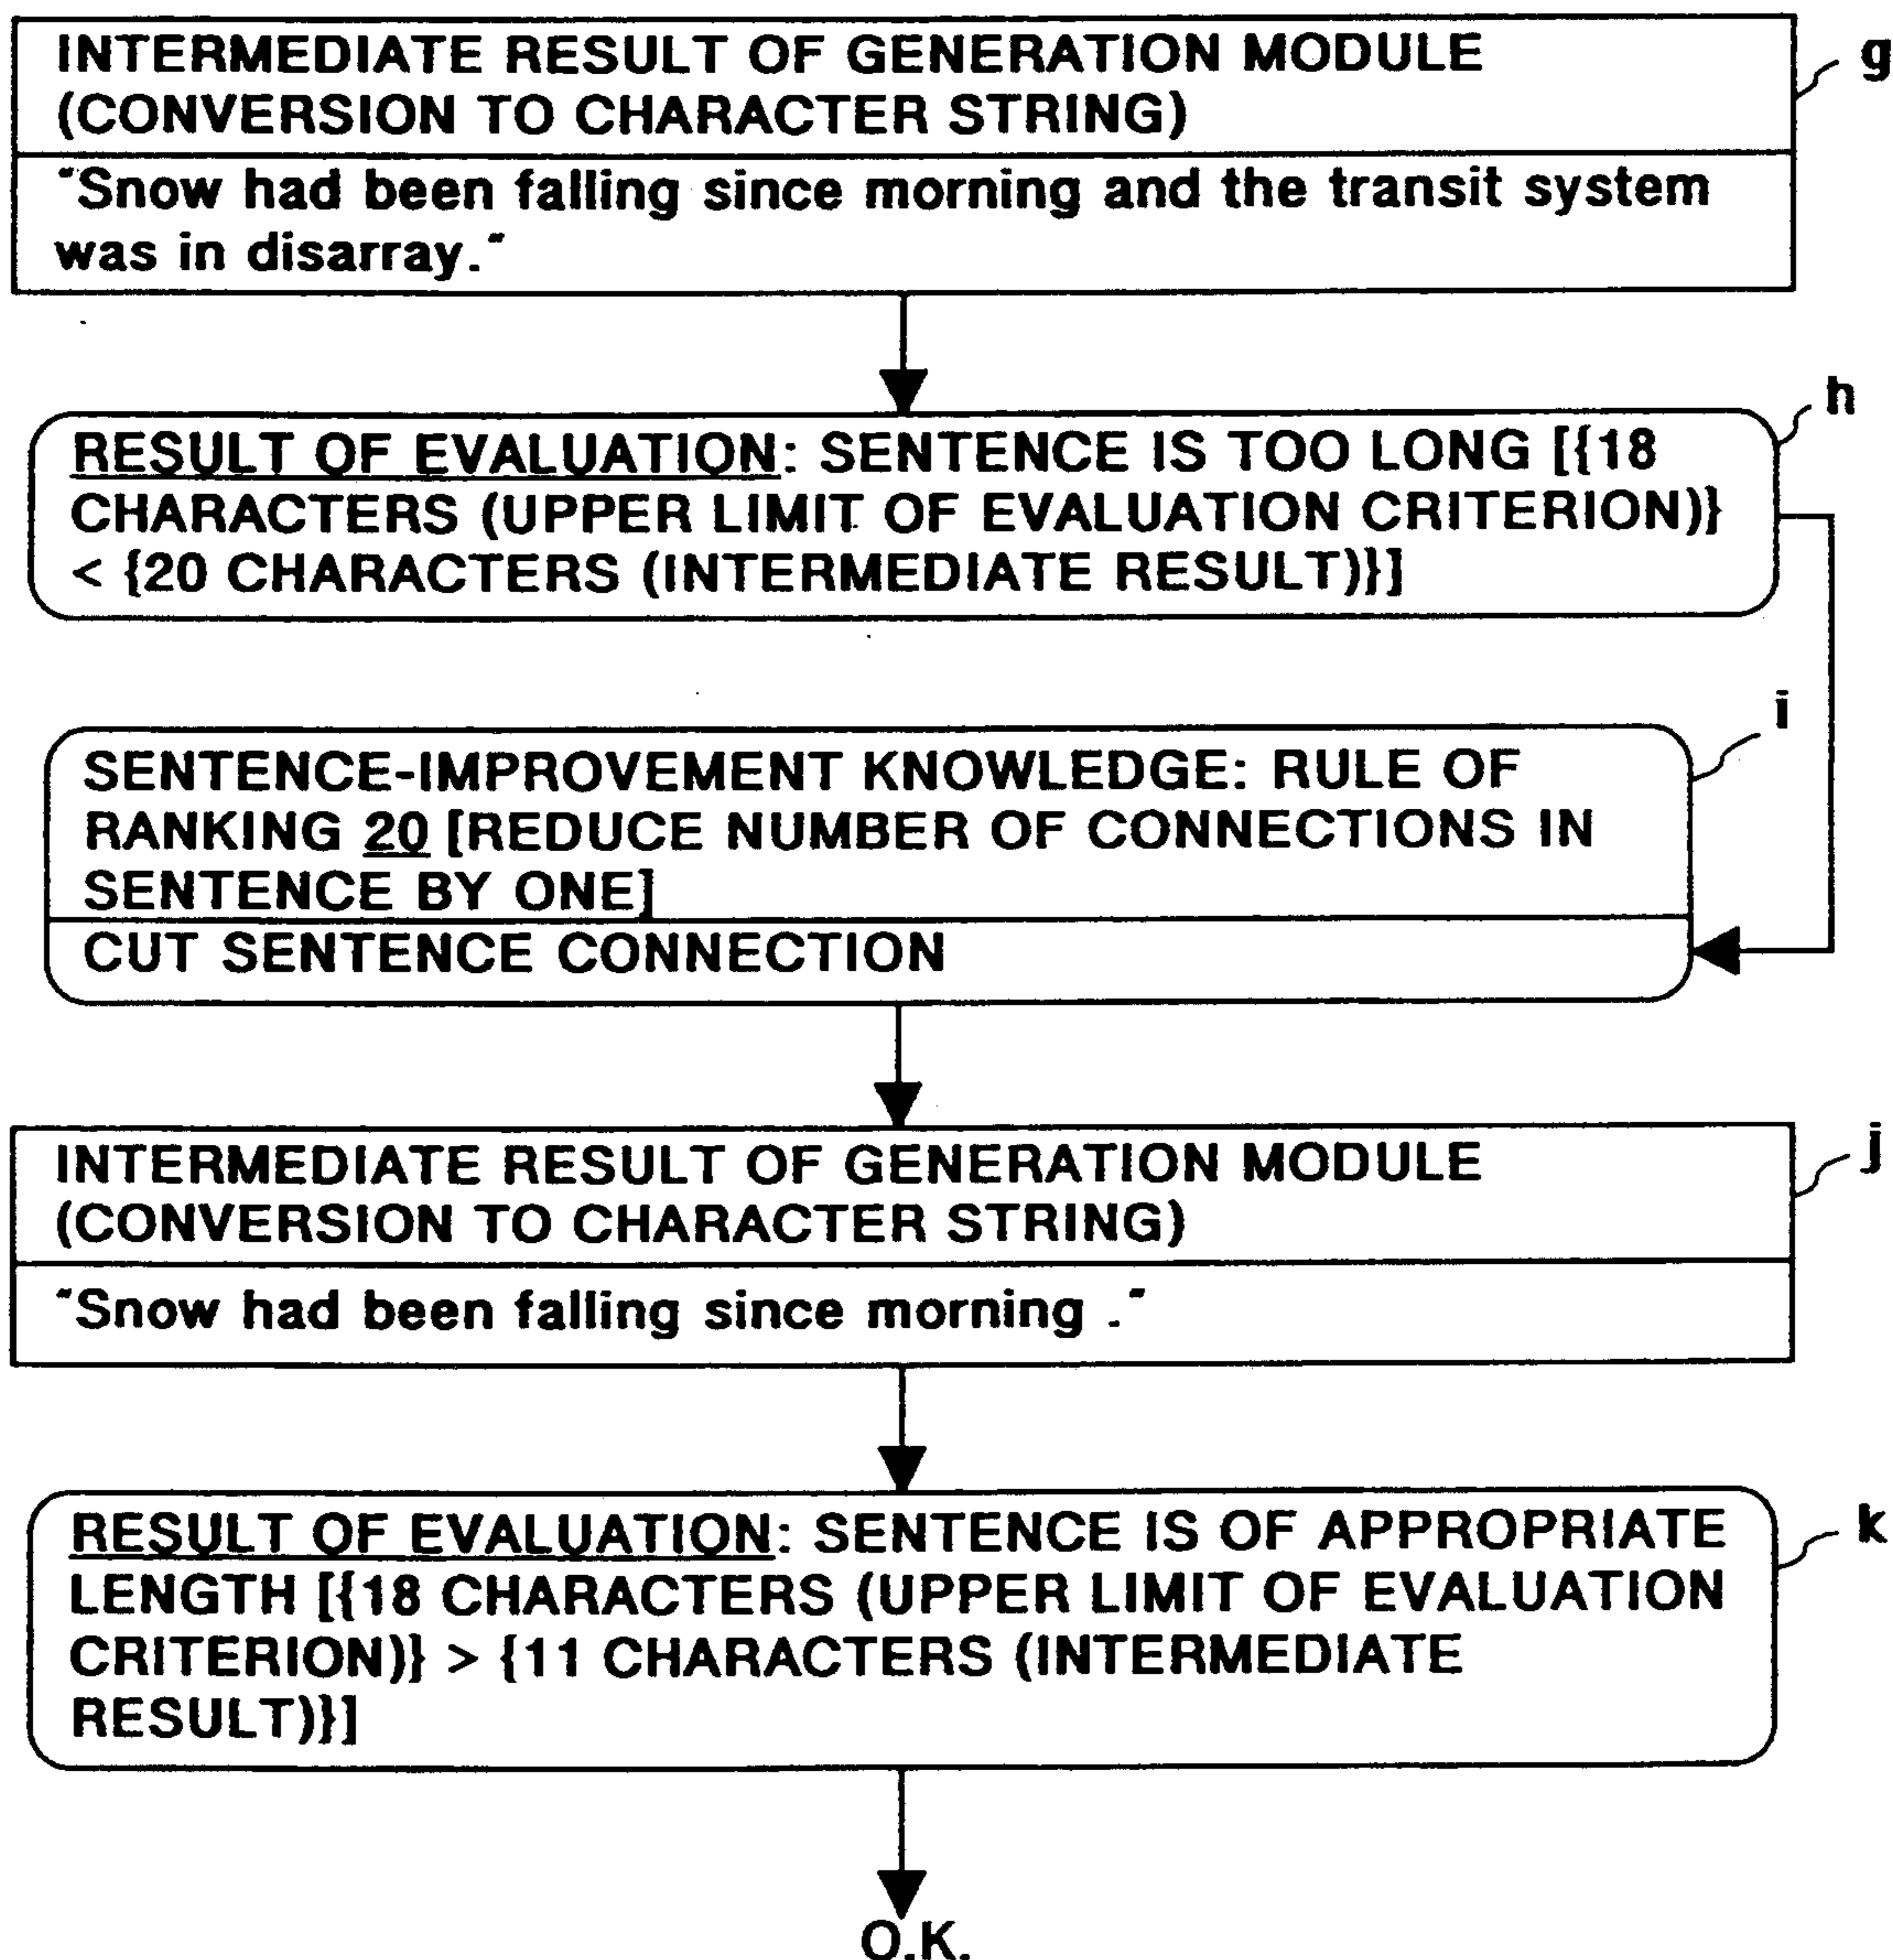 INTERMEDIATE RESULT OF GENERATION MODULE
(CONVERSION TO CHARACTER STRING)
g
"Snow had been falling since morning and the transit system
was in disarray."
h
RESULT OF EVALUATION: SENTENCE IS TOO LONG [{18
CHARACTERS (UPPER LIMIT OF EVALUATION CRITERION)}
< {20 CHARACTERS (INTERMEDIATE RESULT)}]
i
SENTENCE-IMPROVEMENT KNOWLEDGE: RULE OF
RANKING 20 [REDUCE NUMBER OF CONNECTIONS IN
SENTENCE BY ONE]
CUT SENTENCE CONNECTION
INTERMEDIATE RESULT OF GENERATION MODULE
(CONVERSION TO CHARACTER STRING)
j
"Snow had been falling since morning ."
RESULT OF EVALUATION: SENTENCE IS OF APPROPRIATE
k
LENGTH [{18 CHARACTERS (UPPER LIMIT OF EVALUATION
CRITERION)} > {11 CHARACTERS (INTERMEDIATE
RESULT)}]
O.K.